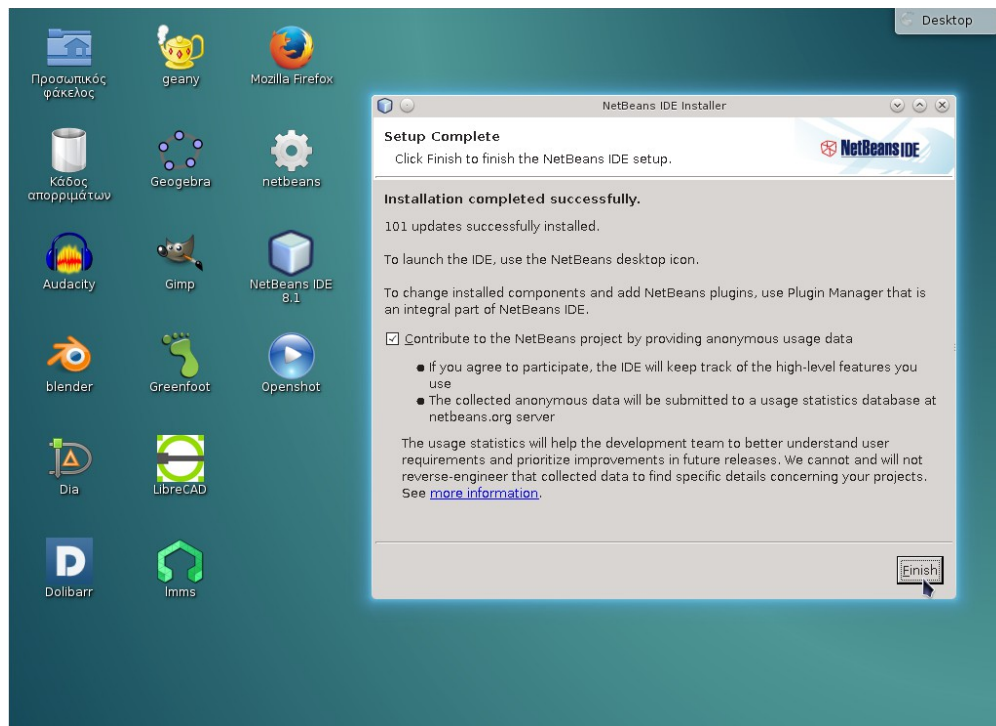 Desktop
Προσωπικός
φάκελος
geany
Mozilla Firefox
Κάδος
απορριμάτων
Geogebra
netbeans
Audacity
Gimp
NetBeans IDE
8.1
blender
Greenfoot
Openshot
Dia
LibreCAD
D
Dolibarr
lmms
NetBeans IDE Installer
Setup Complete
Click Finish to finish the NetBeans IDE setup.
NetBeans IDE
Installation completed successfully.
101 updates successfully installed.
To launch the IDE, use the NetBeans desktop icon.
To change installed components and add NetBeans plugins, use Plugin Manager that is
an integral part of NetBeans IDE.
Contribute to the NetBeans project by providing anonymous usage data
If you agree to participate, the IDE will keep track of the high-level features you
use
The collected anonymous data will be submitted to a usage statistics database at
netbeans.org server
The usage statistics will help the development team to better understand user
requirements and prioritize improvements in future releases. We cannot and will not
reverse-engineer that collected data to find specific details concerning your projects.
See more information.
Finish